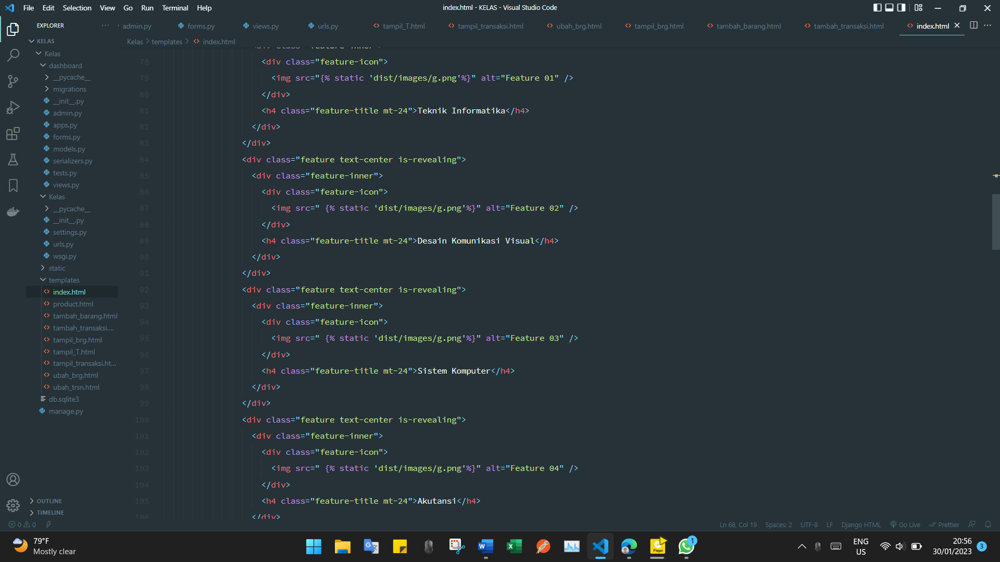 File Edit Selection View Go Run Terminal Help
index.html - KELAS - Visual Studio Code
EXPLORER
admin.py forms.py views.py urls.py tampil_T.html tampil_transaksi.html ubah_brg.html tampil_brg.html tambah_barang.html tambah_transaksi.html index.html
Kelas > templates > index.html
KELAS
Kelas
dashboard
__pycache__
migrations
__init__.py
admin.py
apps.py
forms.py
models.py
serializers.py
tests.py
views.py
Kelas
__pycache__
__init__.py
settings.py
urls.py
wsgi.py
static
templates
index.html
product.html
tambah_barang.html
tambah_transaksi....
tampil_brg.html
tampil_T.html
tampil_transaksi.ht...
ubah_brg.html
ubah_trsn.html
db.sqlite3
manage.py
OUTLINE
TIMELINE
78 <div class="feature-icon">
79 <img src="{% static 'dist/images/g.png'%}" alt="Feature 01" />
80 </div>
81 <h4 class="feature-title mt-24">Teknik Informatika</h4>
82 </div>
83 </div>
84 <div class="feature text-center is-revealing">
85 <div class="feature-inner">
86 <div class="feature-icon">
87 <img src=" {% static 'dist/images/g.png'%}" alt="Feature 02" />
88 </div>
89 <h4 class="feature-title mt-24">Desain Komunikasi Visual</h4>
90 </div>
91 </div>
92 <div class="feature text-center is-revealing">
93 <div class="feature-inner">
94 <div class="feature-icon">
95 <img src=" {% static 'dist/images/g.png'%}" alt="Feature 03" />
96 </div>
97 <h4 class="feature-title mt-24">Sistem Komputer</h4>
98 </div>
99 </div>
100 <div class="feature text-center is-revealing">
101 <div class="feature-inner">
102 <div class="feature-icon">
103 <img src=" {% static 'dist/images/g.png'%}" alt="Feature 04" />
104 </div>
105 <h4 class="feature-title mt-24">Akutansi</h4>
106 </div>
0 0
Ln 68, Col 19 Spaces: 2 UTF-8 LF Django HTML Go Live Prettier
79°F
Mostly clear
1
ENG
US
20:56
30/01/2023
3